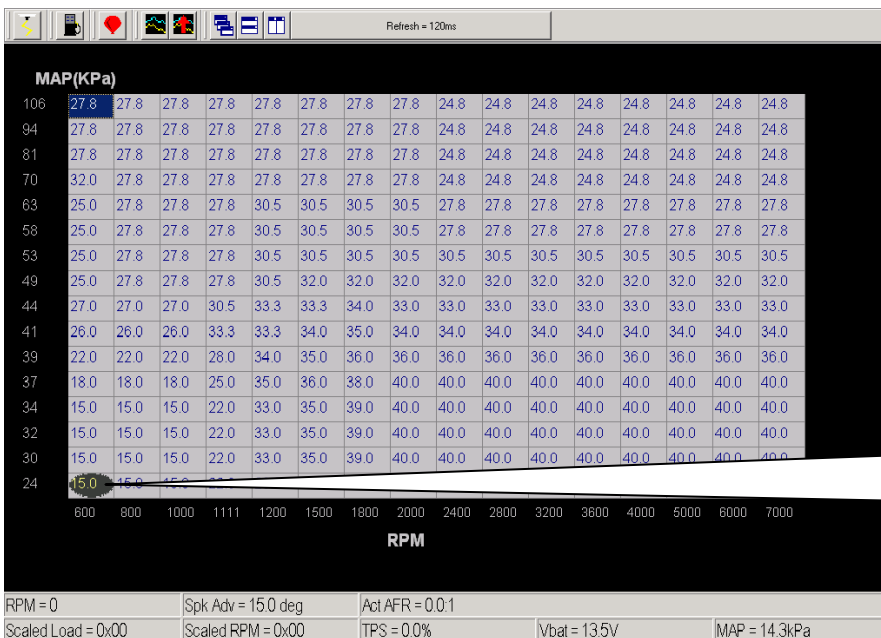 Refresh = 120ms
MAP(KPa)
106 27.8 27.8 27.8 27.8 27.8 27.8 27.8 27.8 24.8 24.8 24.8 24.8 24.8 24.8 24.8 24.8
94 27.8 27.8 27.8 27.8 27.8 27.8 27.8 27.8 24.8 24.8 24.8 24.8 24.8 24.8 24.8 24.8
81 27.8 27.8 27.8 27.8 27.8 27.8 27.8 27.8 24.8 24.8 24.8 24.8 24.8 24.8 24.8 24.8
70 32.0 27.8 27.8 27.8 27.8 27.8 27.8 27.8 24.8 24.8 24.8 24.8 24.8 24.8 24.8 24.8
63 25.0 27.8 27.8 27.8 30.5 30.5 30.5 30.5 27.8 27.8 27.8 27.8 27.8 27.8 27.8 27.8
58 25.0 27.8 27.8 27.8 30.5 30.5 30.5 30.5 27.8 27.8 27.8 27.8 27.8 27.8 27.8 27.8
53 25.0 27.8 27.8 27.8 30.5 30.5 30.5 30.5 30.5 30.5 30.5 30.5 30.5 30.5 30.5 30.5
49 25.0 27.8 27.8 27.8 30.5 32.0 32.0 32.0 32.0 32.0 32.0 32.0 32.0 32.0 32.0 32.0
44 27.0 27.0 27.0 30.5 33.3 33.3 34.0 33.0 33.0 33.0 33.0 33.0 33.0 33.0 33.0 33.0
41 26.0 26.0 26.0 33.3 33.3 34.0 35.0 34.0 34.0 34.0 34.0 34.0 34.0 34.0 34.0 34.0
39 22.0 22.0 22.0 28.0 34.0 35.0 36.0 36.0 36.0 36.0 36.0 36.0 36.0 36.0 36.0 36.0
37 18.0 18.0 18.0 25.0 35.0 36.0 38.0 40.0 40.0 40.0 40.0 40.0 40.0 40.0 40.0 40.0
34 15.0 15.0 15.0 22.0 33.0 35.0 39.0 40.0 40.0 40.0 40.0 40.0 40.0 40.0 40.0 40.0
32 15.0 15.0 15.0 22.0 33.0 35.0 39.0 40.0 40.0 40.0 40.0 40.0 40.0 40.0 40.0 40.0
30 15.0 15.0 15.0 22.0 33.0 35.0 39.0 40.0 40.0 40.0 40.0 40.0 40.0 40.0 40.0 40.0
24 15.0 15.0
600 800 1000 1111 1200 1500 1800 2000 2400 2800 3200 3600 4000 5000 6000 7000
RPM
RPM = 0 Spk Adv = 15.0 deg Act AFR = 0.0:1
Scaled Load = 0x00 Scaled RPM = 0x00 TPS = 0.0% Vbat = 13.5V MAP = 14.3kPa